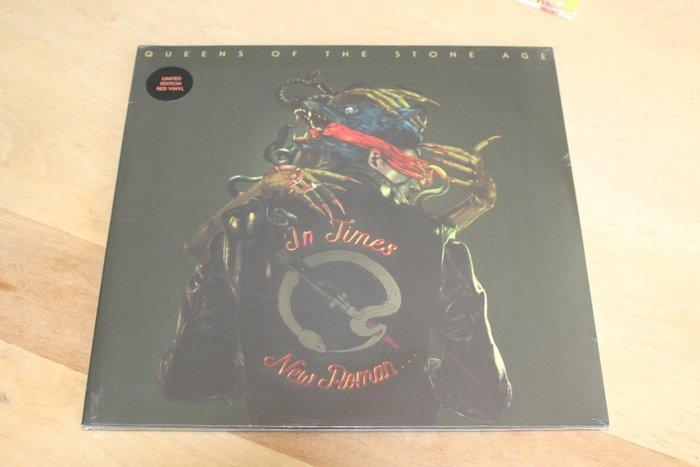 QUEENS OF THE STONE AGE
LIMITED
EDITION
RED VINYL
In Times
New Roman...